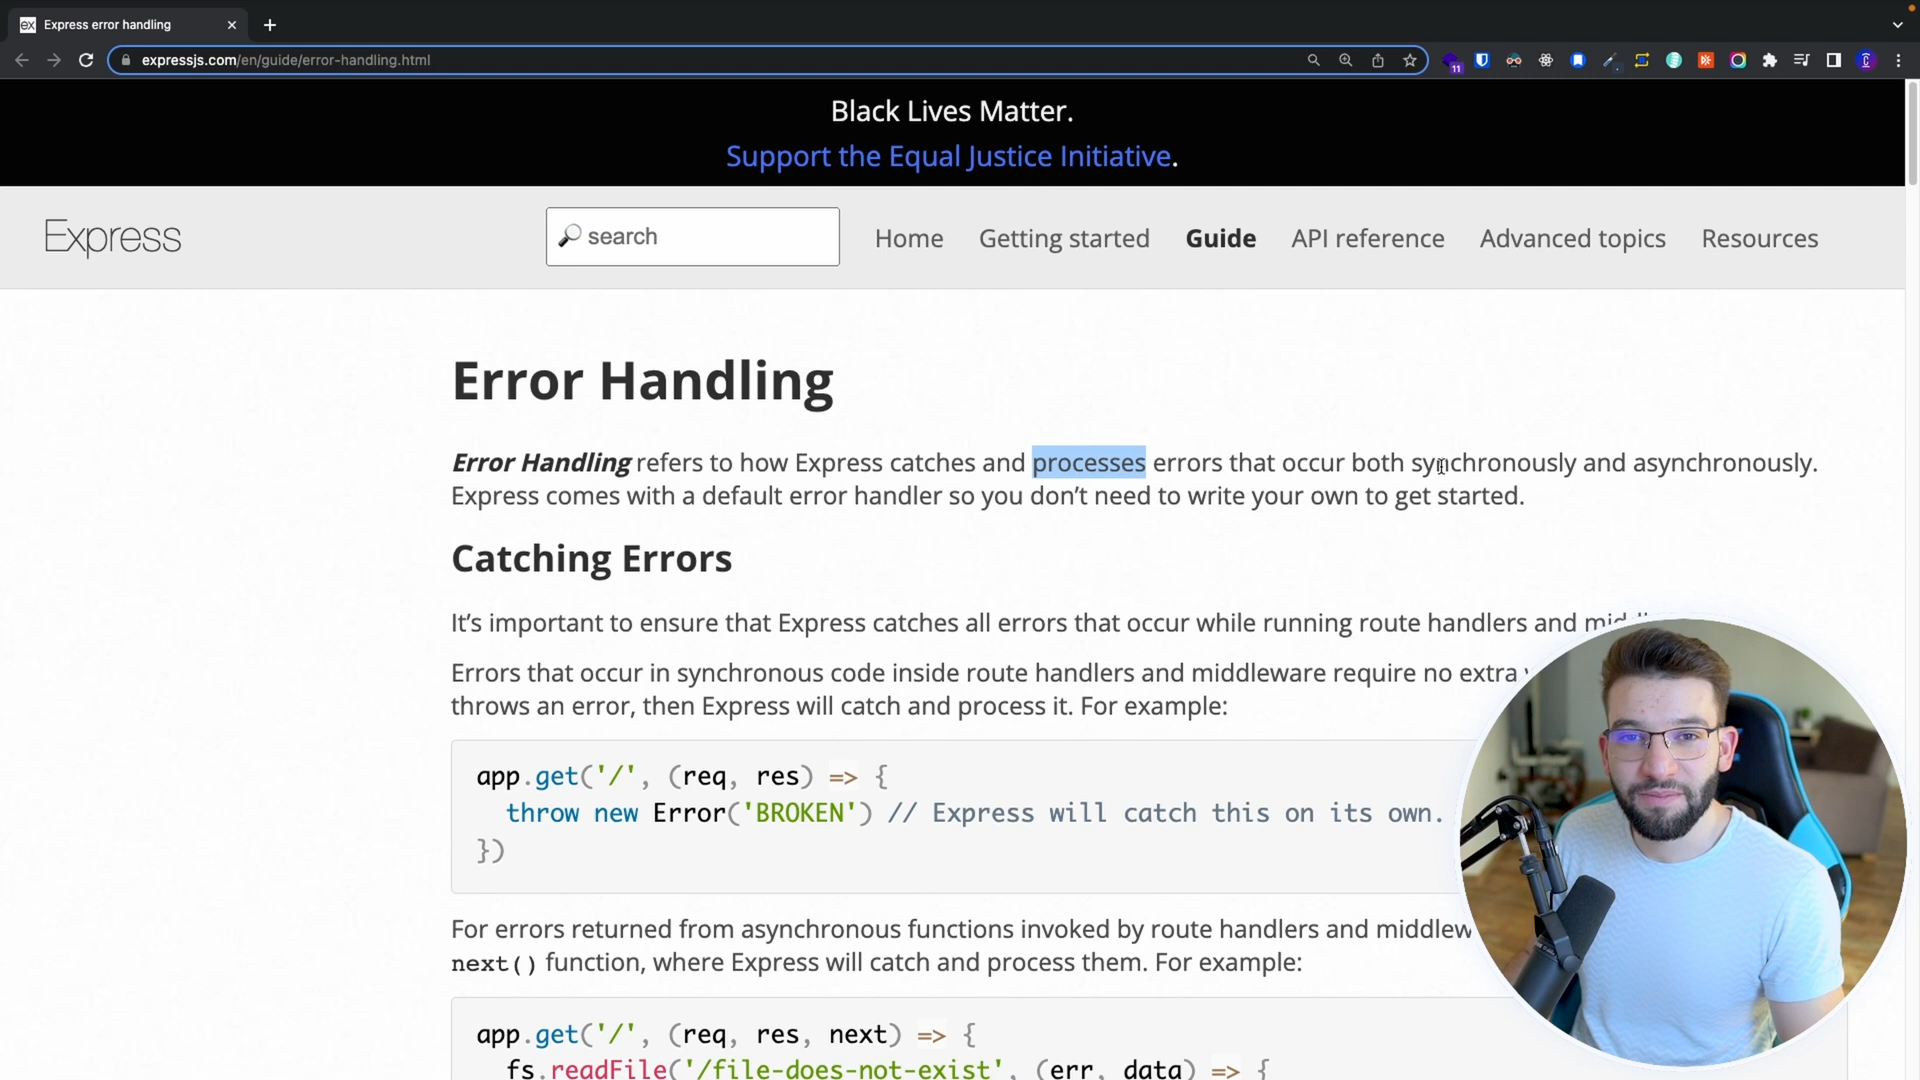 ex Express error handling
expressjs.com/en/guide/error-handling.html
11
Black Lives Matter.
Support the Equal Justice Initiative.
Express
search
Home Getting started Guide API reference Advanced topics Resources
Error Handling
Error Handling refers to how Express catches and processes errors that occur both synchronously and asynchronously.
Express comes with a default error handler so you don’t need to write your own to get started.
Catching Errors
It’s important to ensure that Express catches all errors that occur while running route handlers and
Errors that occur in synchronous code inside route handlers and middleware require no extra
throws an error, then Express will catch and process it. For example:
app.get('/', (req, res) => {
throw new Error('BROKEN') // Express will catch this on its own.
})
For errors returned from asynchronous functions invoked by route handlers and middlew
next() function, where Express will catch and process them. For example:
app.get('/', (req, res, next) => {
fs.readFile('/file-does-not-exist', (err, data) => {